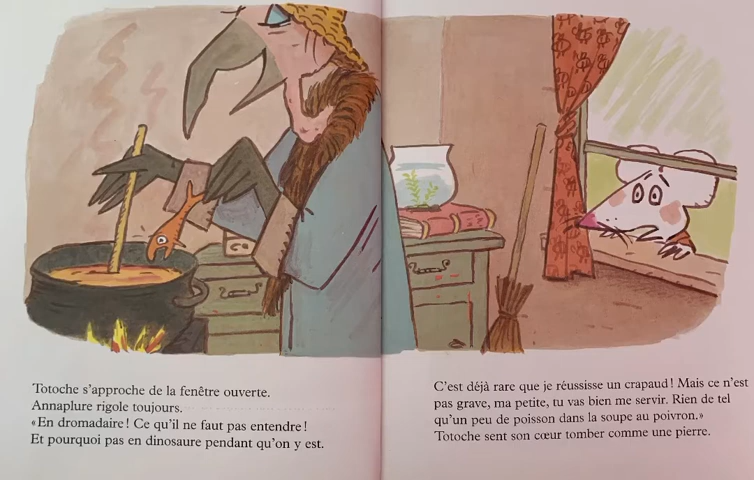 Totoche s'approche de la fenêtre ouverte.
Annaplure rigole toujours.
« En dromadaire ! Ce qu'il ne faut pas entendre !
Et pourquoi pas en dinosaure pendant qu'on y est.
C'est déjà rare que je réussisse un crapaud ! Mais ce n'est
pas grave, ma petite, tu vas bien me servir. Rien de tel
qu'un peu de poisson dans la soupe au poivron. »
Totoche sent son cœur tomber comme une pierre.